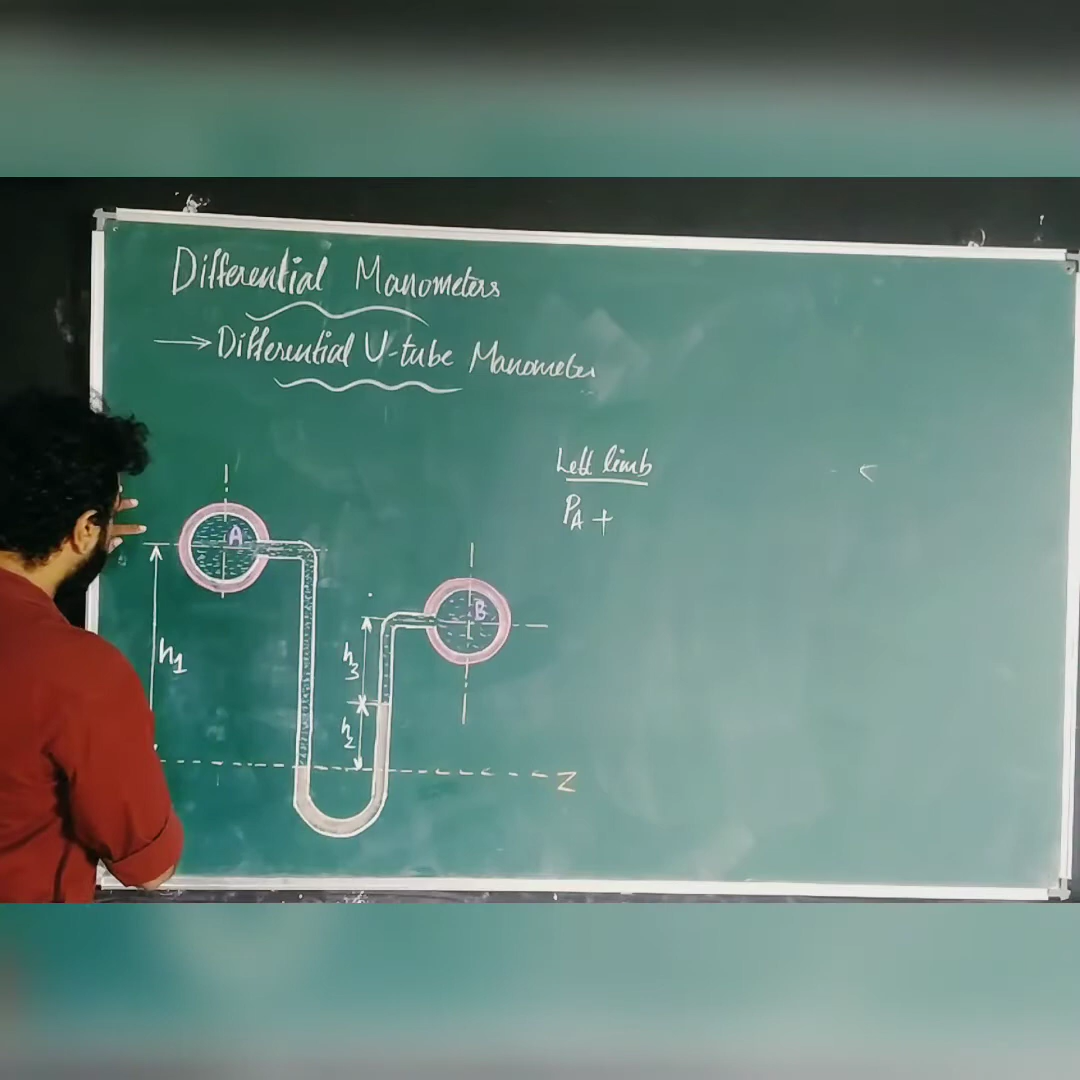 Differential Manometers
→ Differential U-tube Manometer
Left limb
PA +
A
B
h1
h3
h2
Z